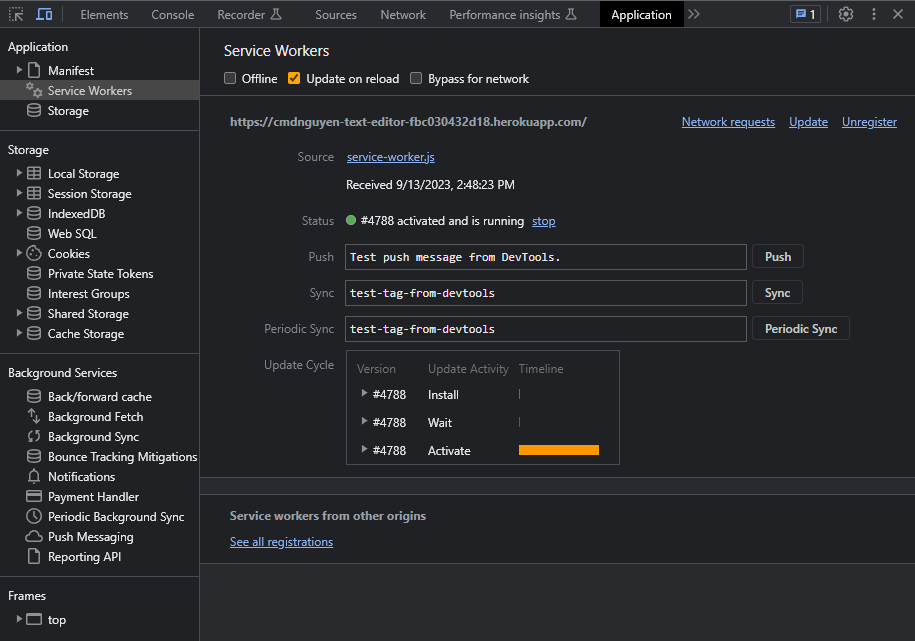 Elements Console Recorder Sources Network Performance insights Application 1
Application
Manifest
Service Workers
Storage
Storage
Local Storage
Session Storage
IndexedDB
Web SQL
Cookies
Private State Tokens
Interest Groups
Shared Storage
Cache Storage
Background Services
Back/forward cache
Background Fetch
Background Sync
Bounce Tracking Mitigations
Notifications
Payment Handler
Periodic Background Sync
Push Messaging
Reporting API
Frames
top
Service Workers
Offline Update on reload Bypass for network
https://cmdnguyen-text-editor-fbc030432d18.herokuapp.com/ Network requests Update Unregister
Source service-worker.js
Received 9/13/2023, 2:48:23 PM
Status #4788 activated and is running stop
Push Test push message from DevTools. Push
Sync test-tag-from-devtools Sync
Periodic Sync test-tag-from-devtools Periodic Sync
Update Cycle Version Update Activity Timeline
#4788 Install
#4788 Wait
#4788 Activate
Service workers from other origins
See all registrations